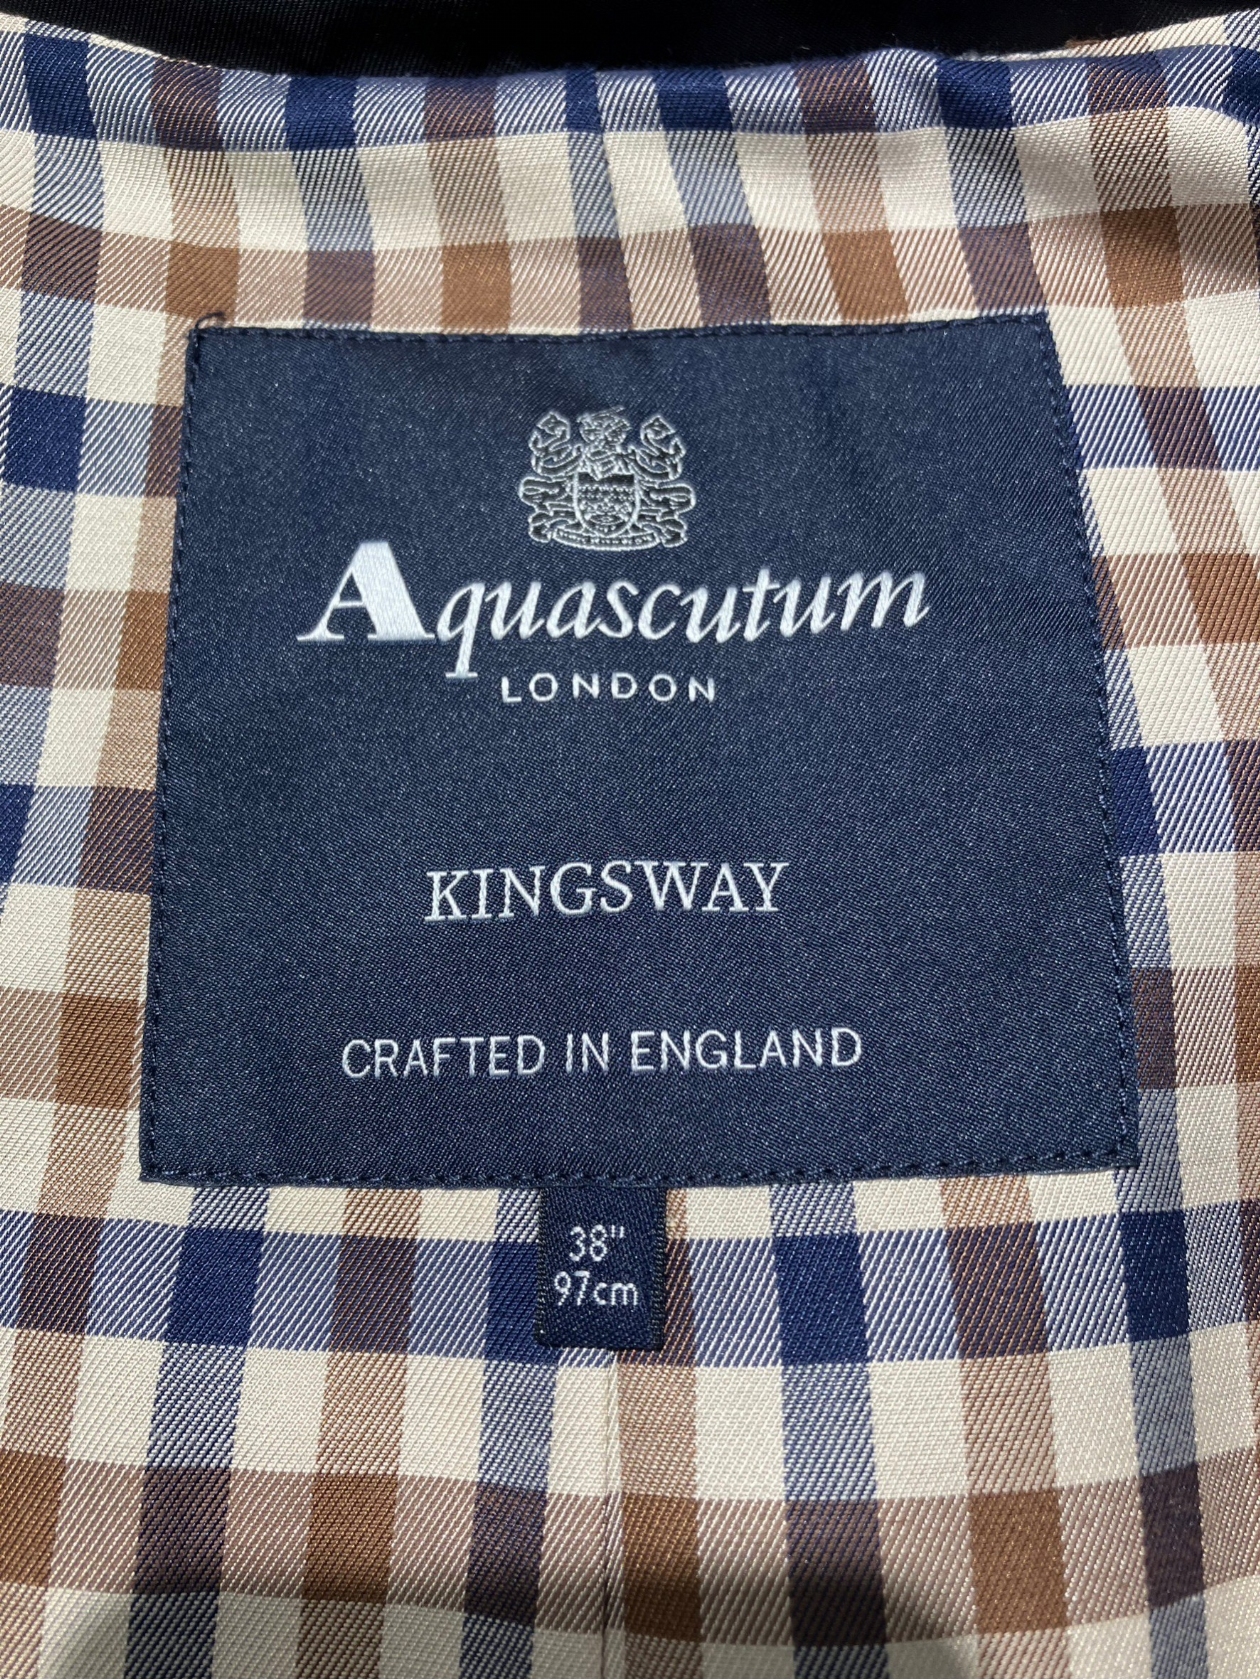 Aquascutum
LONDON
KINGSWAY
CRAFTED IN ENGLAND
38"
97cm